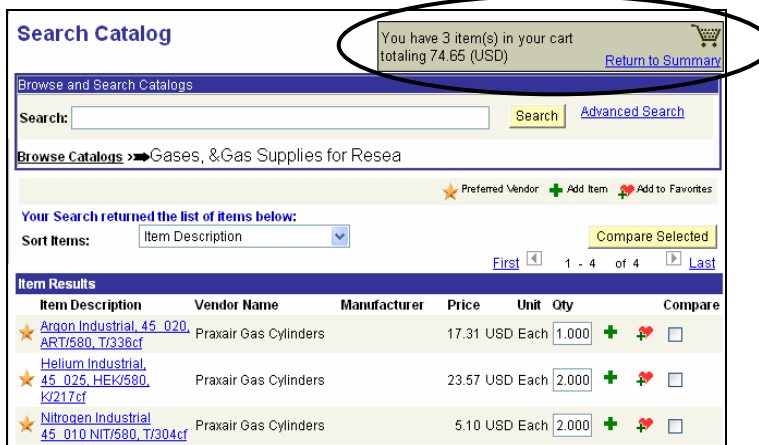 Search Catalog
You have 3 item(s) in your cart
totaling 74.65 (USD)
Return to Summary
Browse and Search Catalogs
Search:
Search
Advanced Search
Browse Catalogs >Gases, &Gas Supplies for Resea
Preferred Vendor Add Item Add to Favorites
Your Search returned the list of items below:
Sort Items: Item Description
Compare Selected
First 1 - 4 of 4 Last
Item Results
Item Description Vendor Name Manufacturer Price Unit Qty Compare
Argon Industrial, 45_020, ART/580, T/336cf Praxair Gas Cylinders 17.31 USD Each 1.000
Helium Industrial, 45_025, HEK/580, K/217cf Praxair Gas Cylinders 23.57 USD Each 2.000
Nitrogen Industrial 45_010 NIT/580, T/304cf Praxair Gas Cylinders 5.10 USD Each 2.000